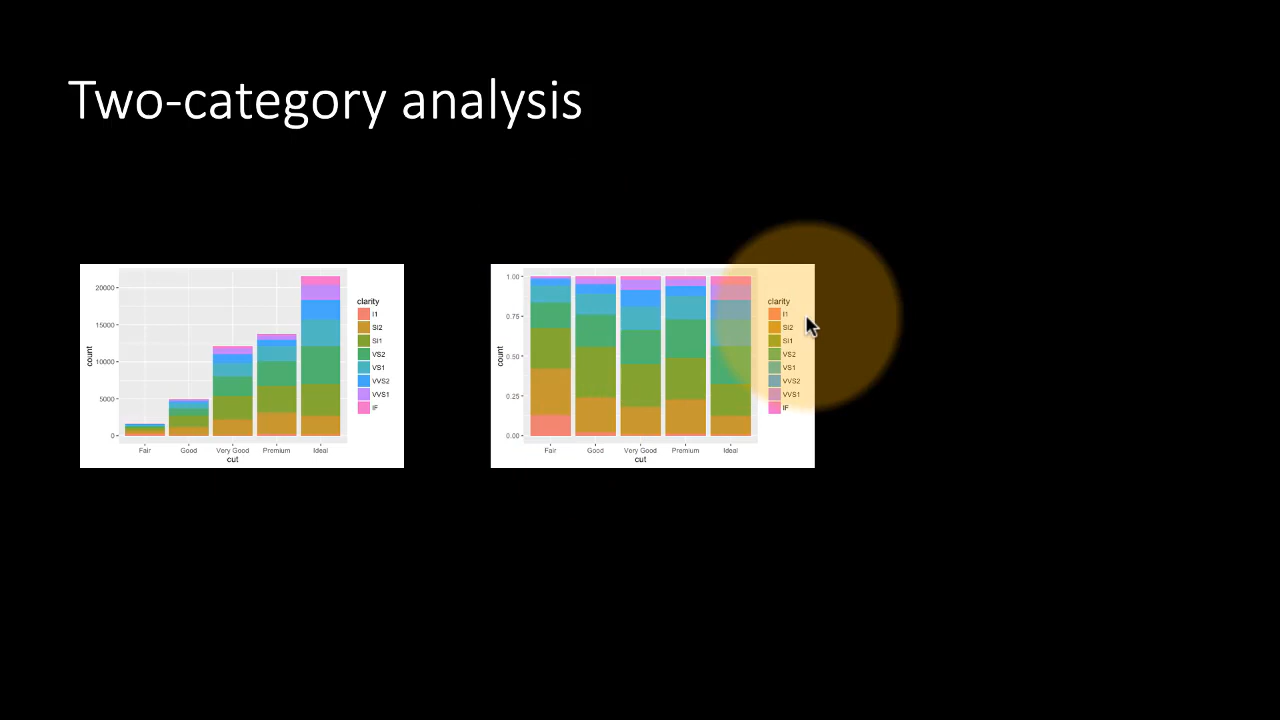 Two-category analysis
20000
15000
10000
5000
0
count
Fair Good Very Good Premium Ideal
cut
clarity
I1
SI2
SI1
VS2
VS1
VVS2
VVS1
IF
1.00
0.75
0.50
0.25
0.00
count
Fair Good Very Good Premium Ideal
cut
clarity
I1
SI2
SI1
VS2
VS1
VVS2
VVS1
IF